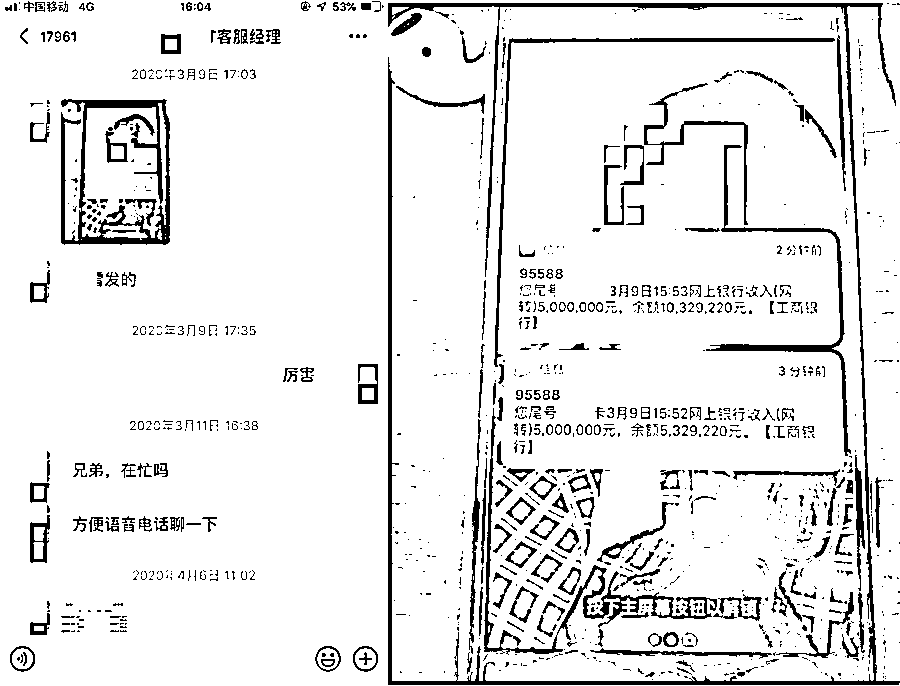 中国移动 4G 16:04 53%
17961 客服经理
2020年3月9日 17:03
发的
2020年3月9日 17:35
厉害
2020年3月11日 16:38
兄弟，在忙吗
方便语音电话聊一下
2020年4月6日 11:02
信息 2分钟前
95588
您尾号 3月9日15:53网上银行收入(网
转)5,000,000元，余额10,329,220元。【工商银
行】
信息 3分钟前
95588
您尾号 卡3月9日15:52网上银行收入(网
转)5,000,000元，余额5,329,220元。【工商银
行】
按下主屏幕按钮以解锁